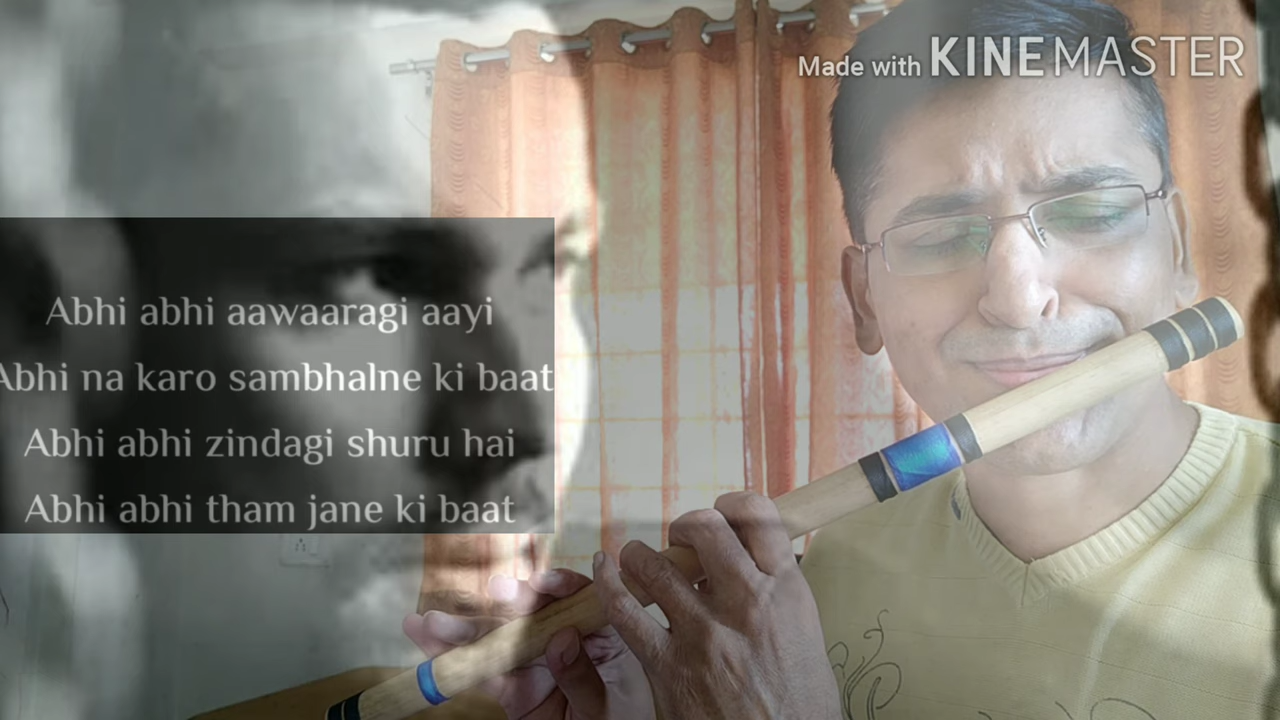 Made with KINEMASTER
Abhi abhi aawaaragi aayi
Abhi na karo sambhalne ki baat
Abhi abhi zindagi shuru hai
Abhi abhi tham jane ki baat